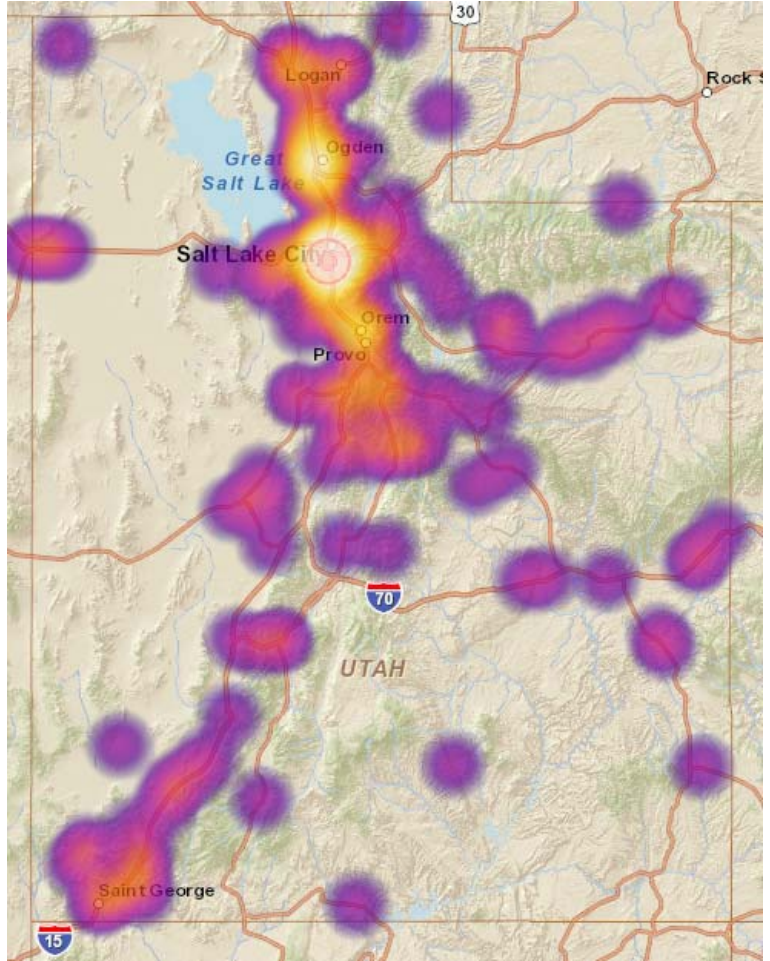 30
Logan
Rock S
Ogden
Great
Salt Lake
Salt Lake City
Orem
Provo
70
UTAH
Saint George
15